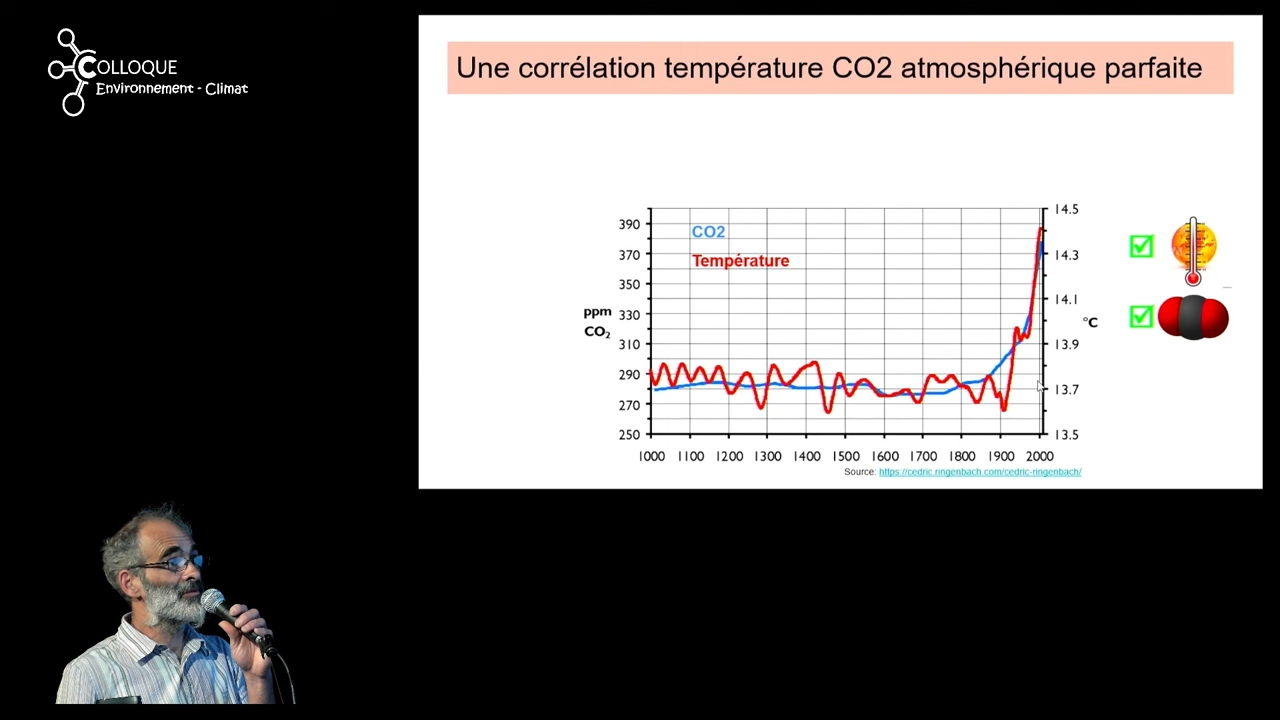 COLLOQUE
Environnement - Climat
Une corrélation température CO2 atmosphérique parfaite
390
370
350
330
310
290
270
250
ppm
CO₂
CO2
Température
14.5
14.3
14.1
13.9
13.7
13.5
°C
1000 1100 1200 1300 1400 1500 1600 1700 1800 1900 2000
Source: https://cedric.ringenbach.com/cedric-ringenbach/